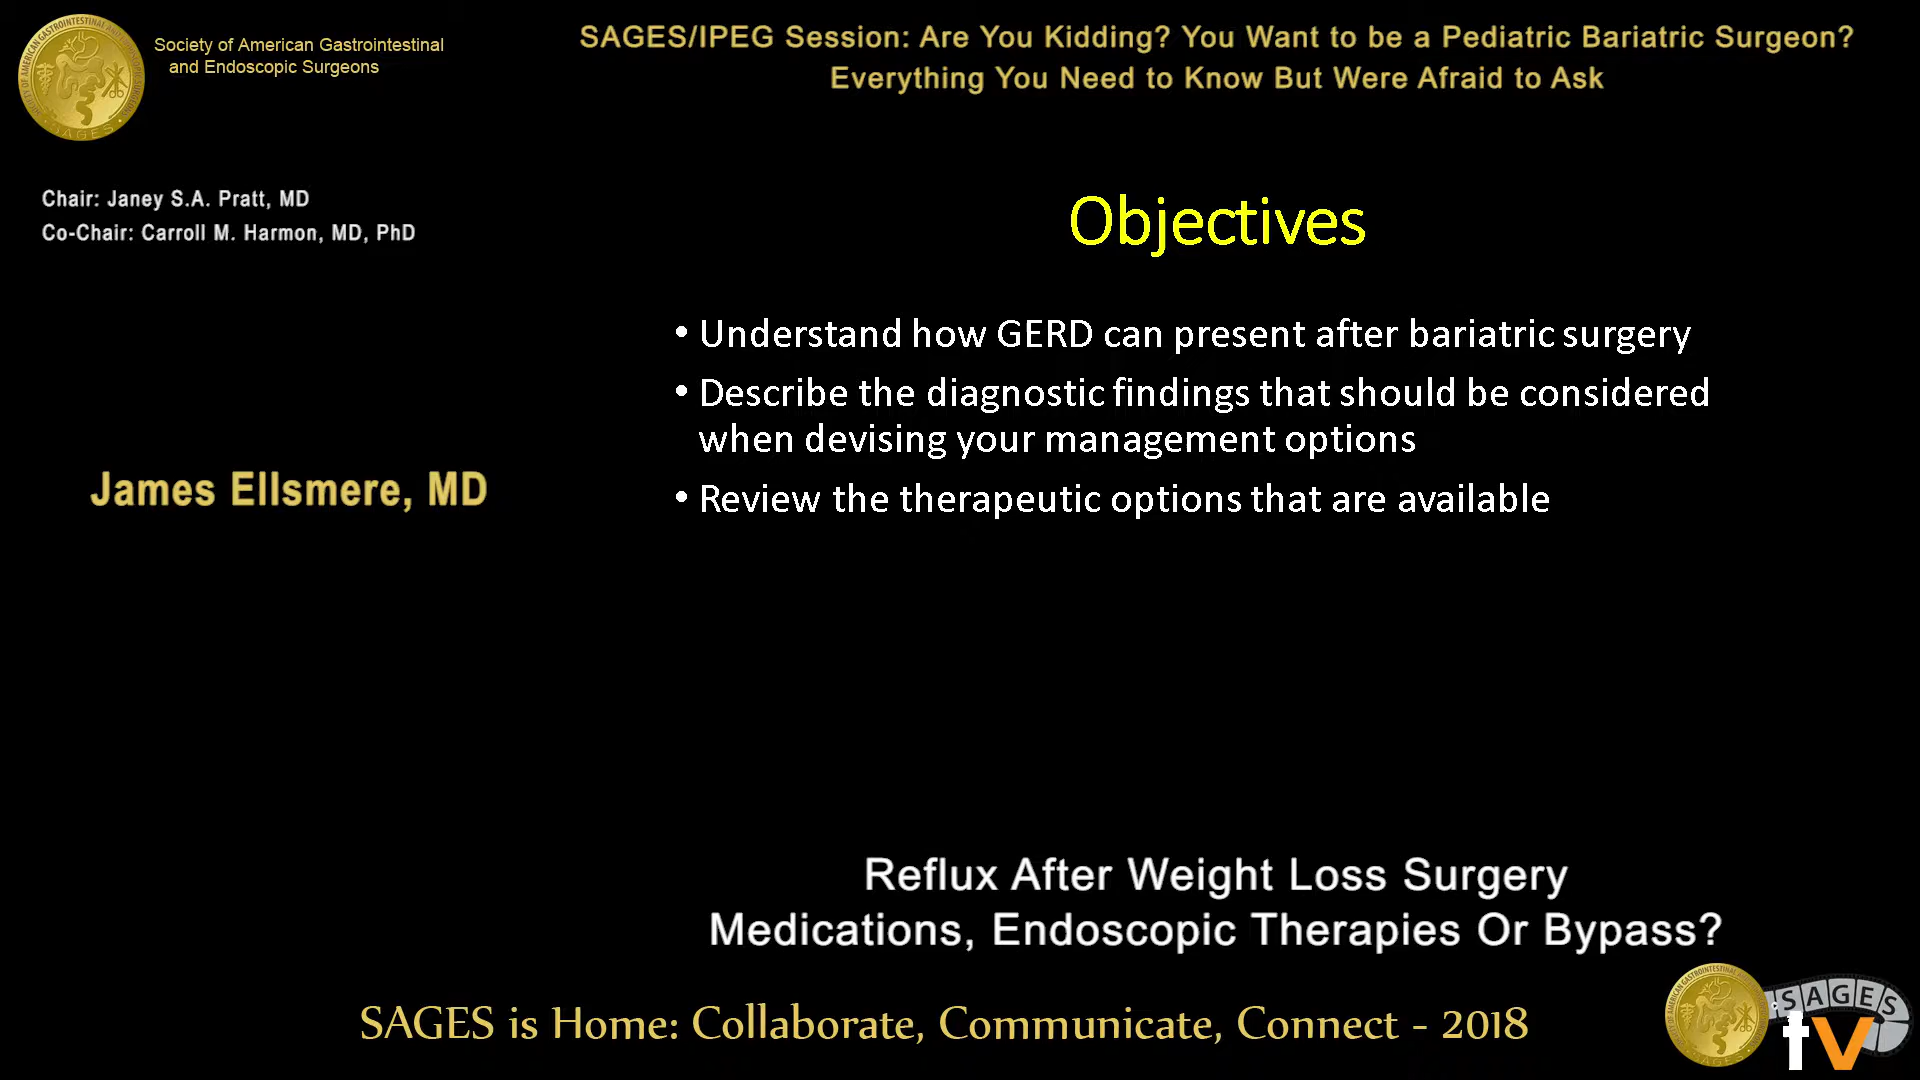 Society of American Gastrointestinal
and Endoscopic Surgeons
SAGES/IPEG Session: Are You Kidding? You Want to be a Pediatric Bariatric Surgeon?
Everything You Need to Know But Were Afraid to Ask
Chair: Janey S.A. Pratt, MD
Co-Chair: Carroll M. Harmon, MD, PhD
James Ellsmere, MD
Objectives
• Understand how GERD can present after bariatric surgery
• Describe the diagnostic findings that should be considered
when devising your management options
• Review the therapeutic options that are available
Reflux After Weight Loss Surgery
Medications, Endoscopic Therapies Or Bypass?
SAGES is Home: Collaborate, Communicate, Connect - 2018
SAGES
tv